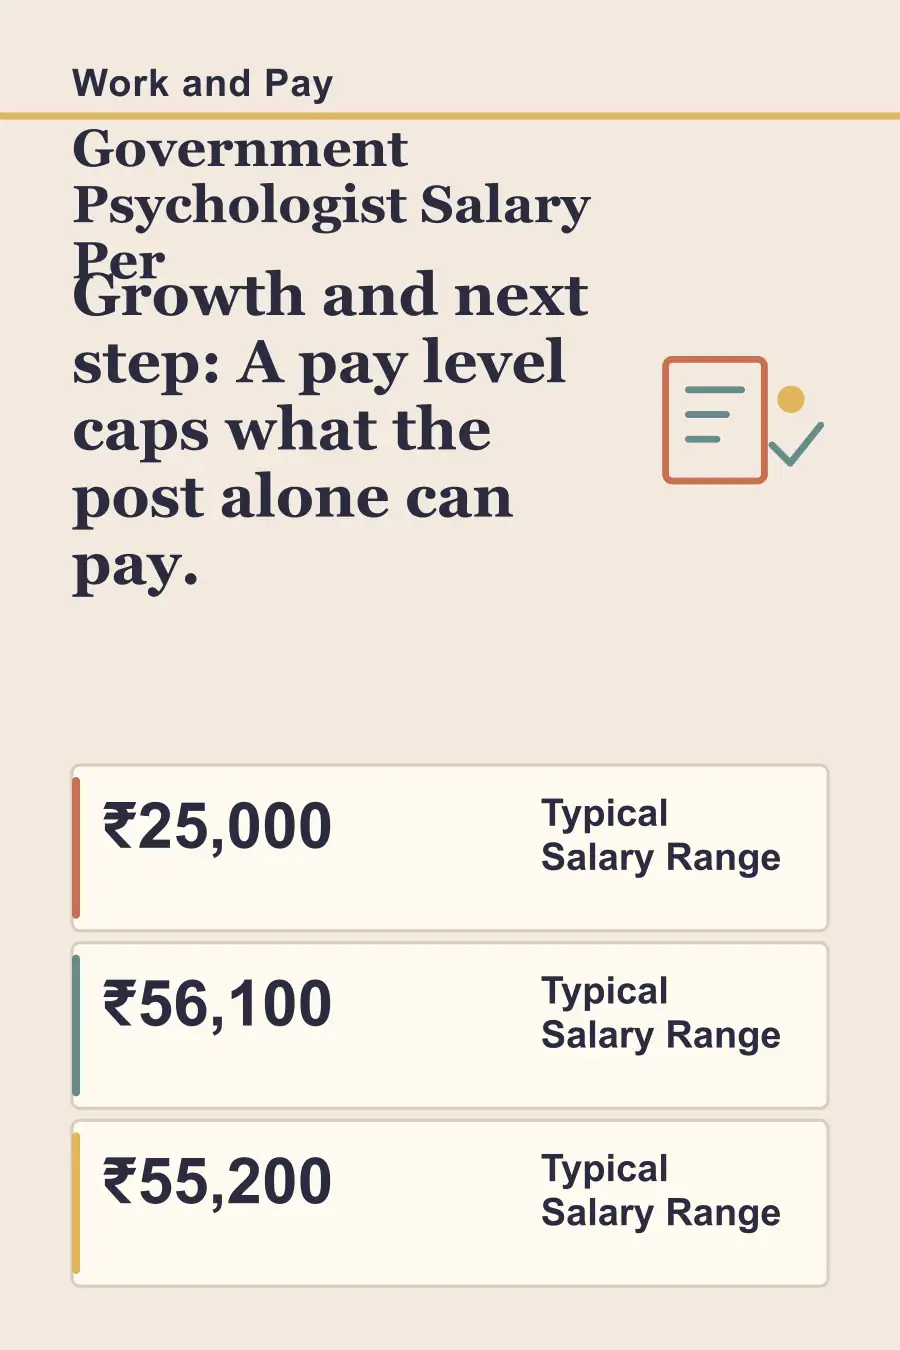 Work and Pay
Government
Psychologist Salary
Per
Growth and next
step: A pay level
caps what the
post alone can
pay.
₹25,000
Typical
Salary Range
₹56,100
Typical
Salary Range
₹55,200
Typical
Salary Range